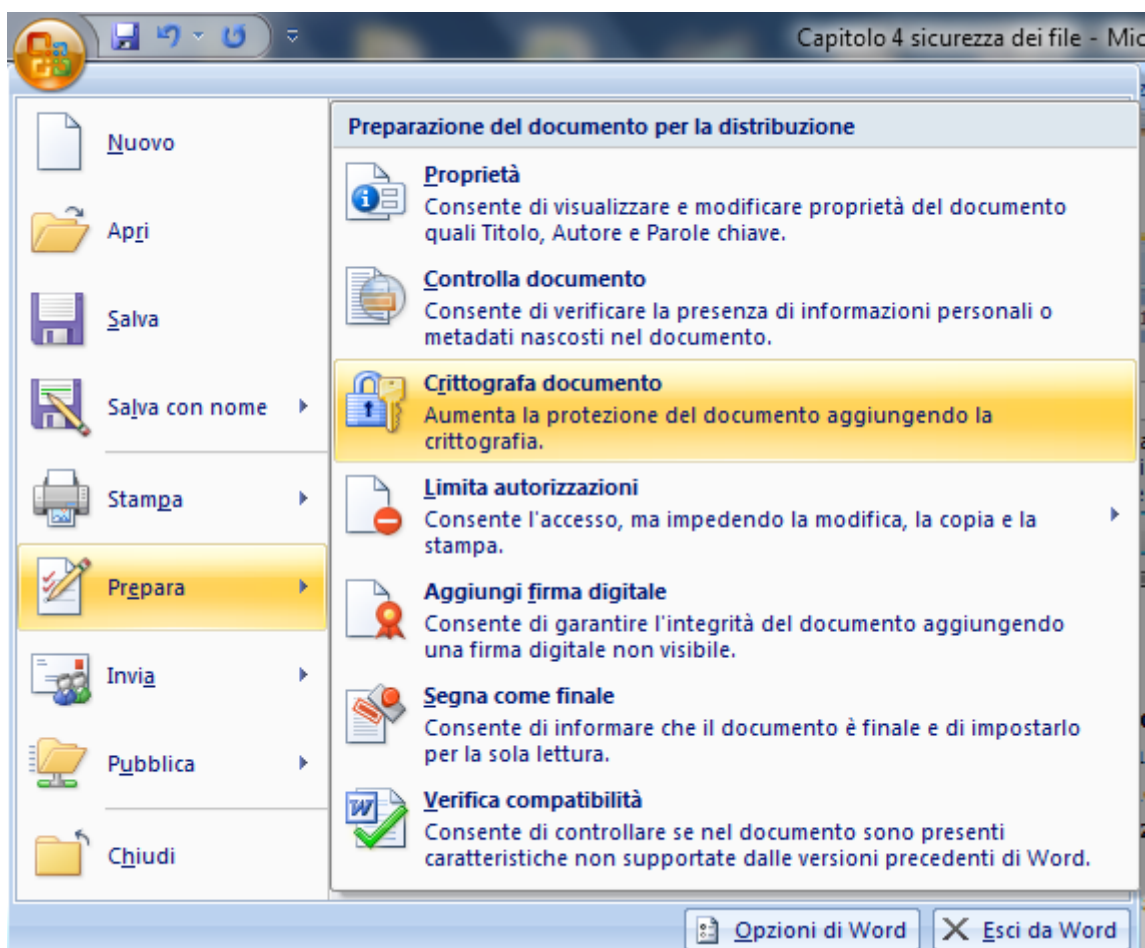 Capitolo 4 sicurezza dei file - Mic
Nuovo
Apri
Salva
Salva con nome
Stampa
Prepara
Invia
Pubblica
Chiudi
Preparazione del documento per la distribuzione
Proprietà
Consente di visualizzare e modificare proprietà del documento
quali Titolo, Autore e Parole chiave.
Controlla documento
Consente di verificare la presenza di informazioni personali o
metadati nascosti nel documento.
Crittografa documento
Aumenta la protezione del documento aggiungendo la
crittografia.
Limita autorizzazioni
Consente l'accesso, ma impedendo la modifica, la copia e la
stampa.
Aggiungi firma digitale
Consente di garantire l'integrità del documento aggiungendo
una firma digitale non visibile.
Segna come finale
Consente di informare che il documento è finale e di impostarlo
per la sola lettura.
Verifica compatibilità
Consente di controllare se nel documento sono presenti
caratteristiche non supportate dalle versioni precedenti di Word.
Opzioni di Word
Esci da Word